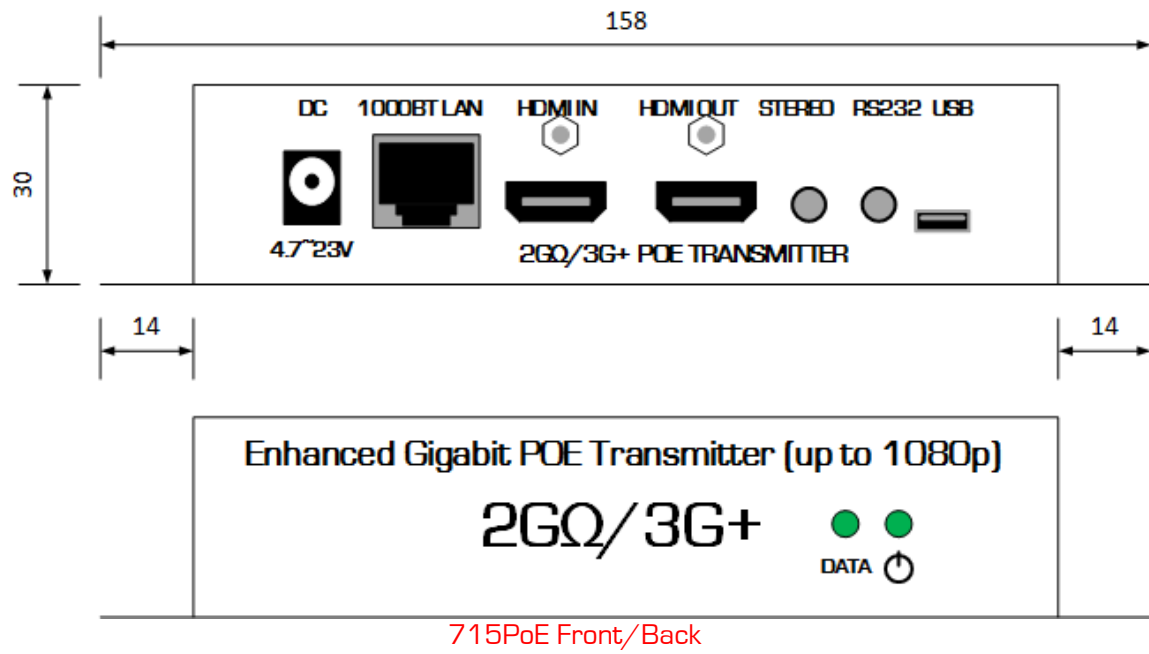 158
DC 1000BT LAN HDMI IN HDMI OUT STEREO RS232 USB
30
4.7~23V 2GΩ/3G+ POE TRANSMITTER
14 14
Enhanced Gigabit POE Transmitter (up to 1080p)
2GΩ/3G+
DATA
715PoE Front/Back